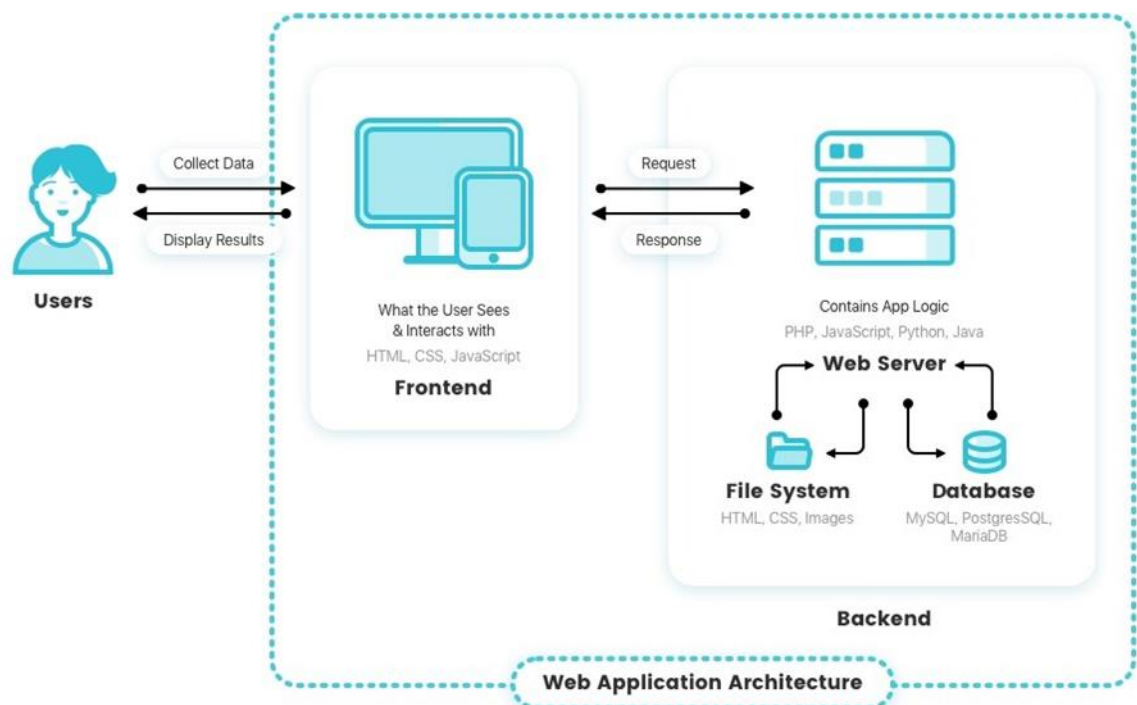 Collect Data
Display Results
Users
What the User Sees
& Interacts with
HTML, CSS, JavaScript
Frontend
Request
Response
Contains App Logic
PHP, JavaScript, Python, Java
Web Server
File System
HTML, CSS, Images
Database
MySQL, PostgresSQL,
MariaDB
Backend
Web Application Architecture